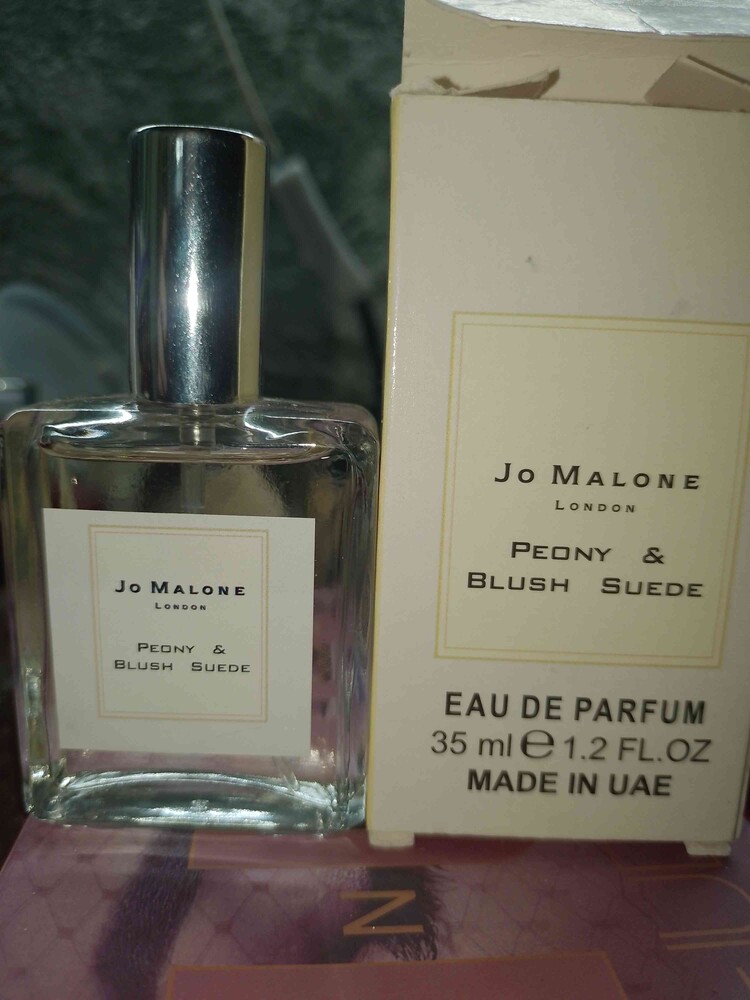 Jo Malone
London
Peony &
Blush Suede
Jo Malone
London
Peony &
Blush Suede
EAU DE PARFUM
35 ml ℮ 1.2 FL.OZ
MADE IN UAE